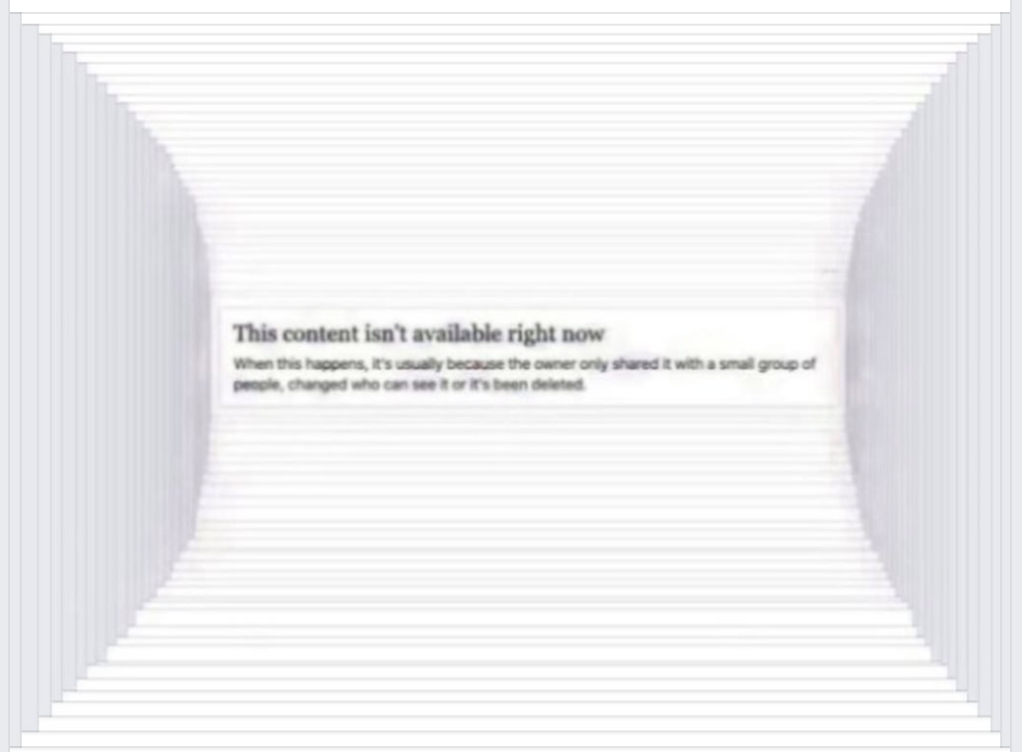 This content isn't available right now
When this happens, it's usually because the owner only shared it with a small group of
people, changed who can see it or it's been deleted.